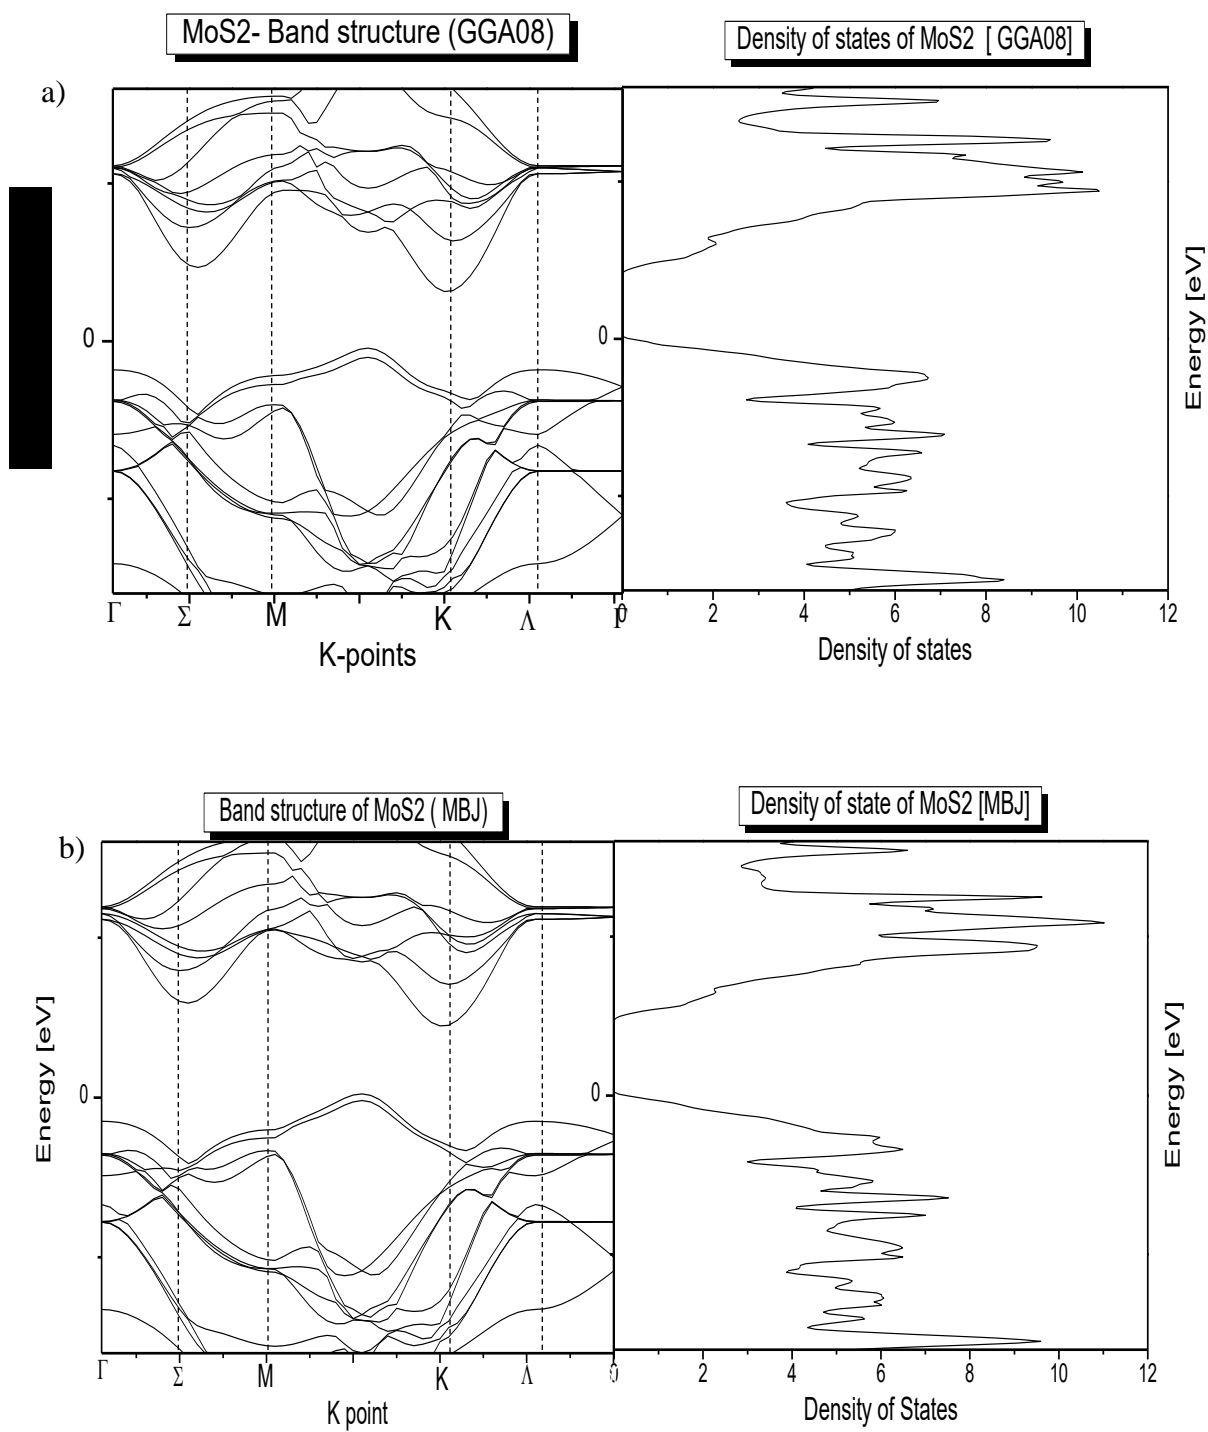 MoS2- Band structure (GGA08)
Density of states of MoS2 [ GGA08]
a)
0
0
Energy [eV]
Γ Σ M K Λ Γ
0 2 4 6 8 10 12
K-points
Density of states
Band structure of MoS2 ( MBJ)
Density of state of MoS2 [MBJ]
b)
Energy [eV]
0
0
Energy [eV]
Γ Σ M K Λ
0 2 4 6 8 10 12
K point
Density of States